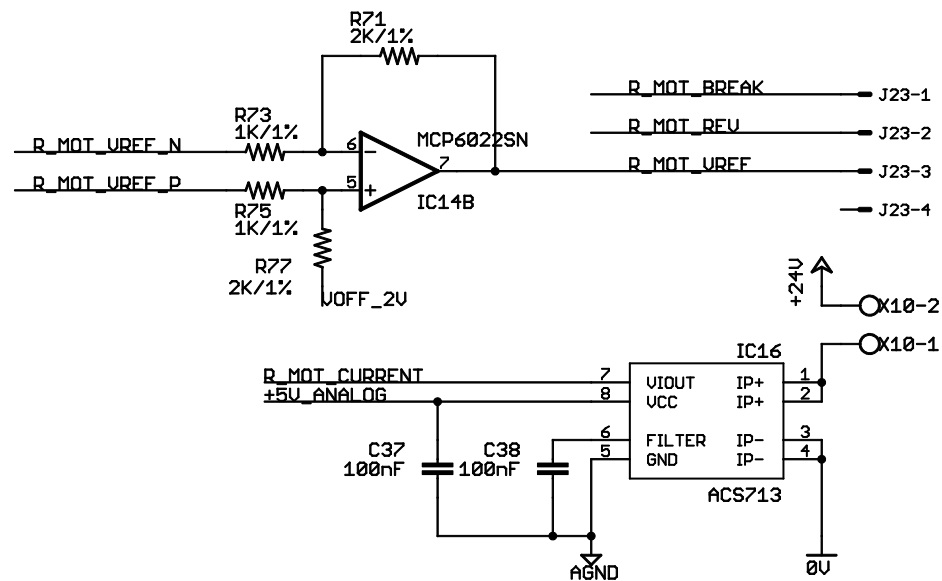 R71
2K/1%
R_MOT_BREAK
J23-1
R73
1K/1%
R_MOT_REV
J23-2
MCP6022SN
R_MOT_VREF_N
6
-
7
R_MOT_VREF
J23-3
R_MOT_VREF_P
5
+
IC14B
J23-4
R75
1K/1%
R77
2K/1%
VOFF_2V
+24V
X10-2
X10-1
IC16
R_MOT_CURRENT
7
VIOUT
IP+
1
+5V_ANALOG
8
VCC
IP+
2
6
FILTER
IP-
3
5
GND
IP-
4
C37
100nF
C38
100nF
ACS713
AGND
0V